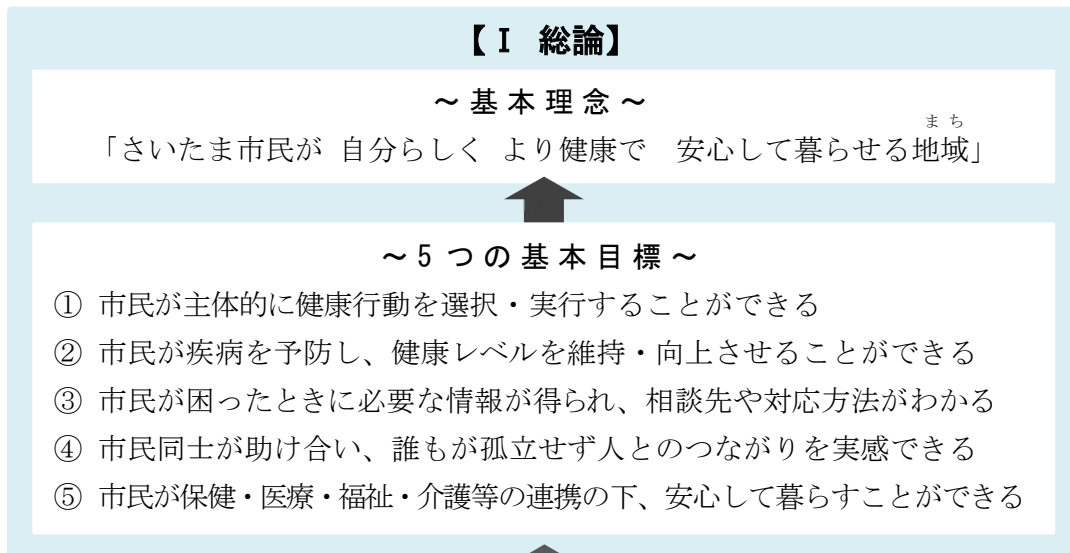 【Ⅰ 総論】
～基本理念～
まち
「さいたま市民が 自分らしく より健康で 安心して暮らせる地域」
～5つの基本目標～
① 市民が主体的に健康行動を選択・実行することができる
② 市民が疾病を予防し、健康レベルを維持・向上させることができる
③ 市民が困ったときに必要な情報が得られ、相談先や対応方法がわかる
④ 市民同士が助け合い、誰もが孤立せず人とのつながりを実感できる
⑤ 市民が保健・医療・福祉・介護等の連携の下、安心して暮らすことができる